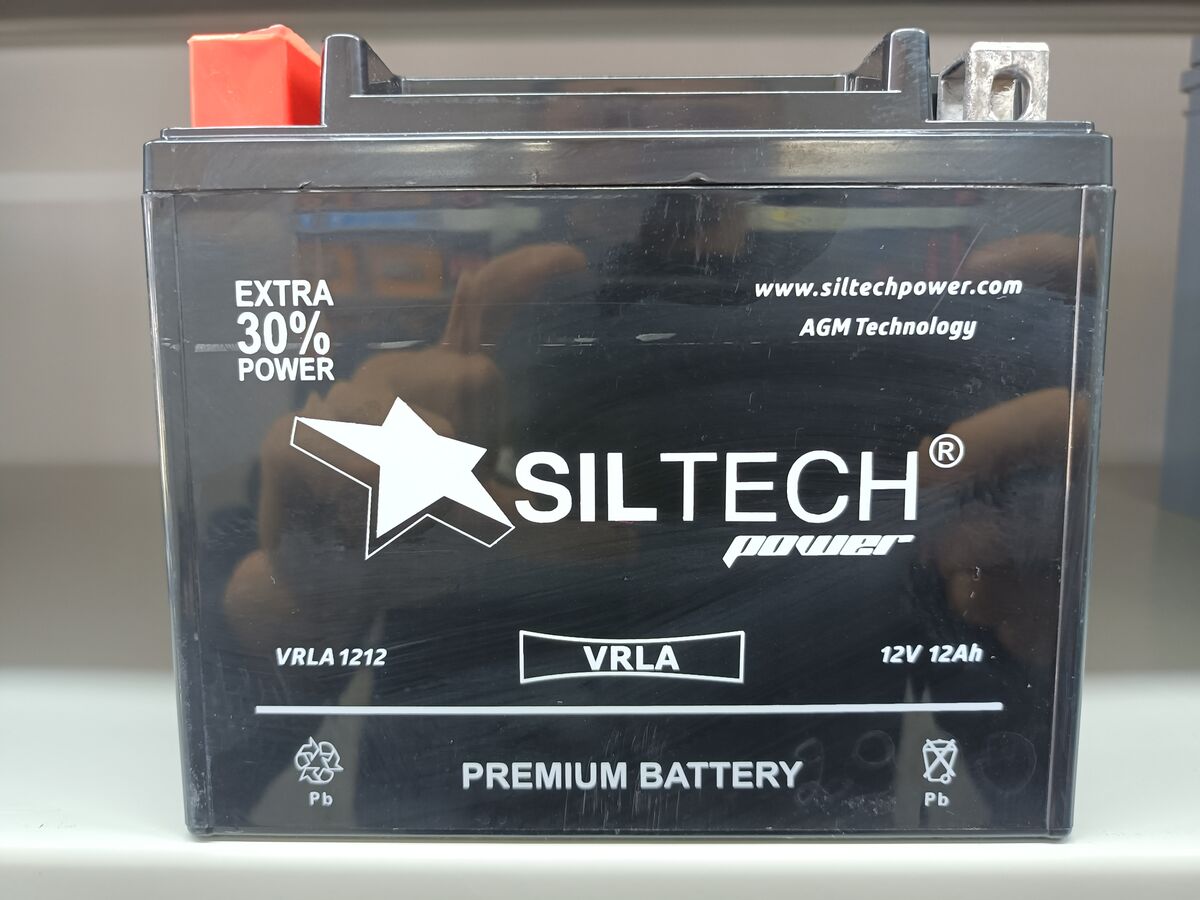 EXTRA
30%
POWER
www.siltechpower.com
AGM Technology
SILTECH®
power
VRLA 1212
VRLA
12V 12Ah
PREMIUM BATTERY
Pb
Pb